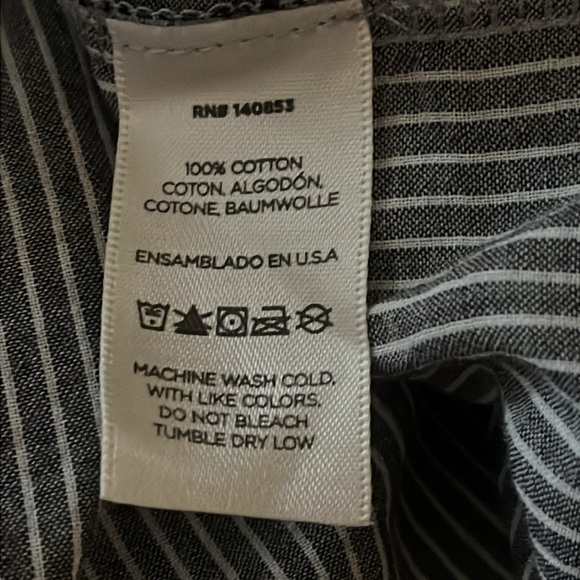 RN# 140853
100% COTTON
COTON, ALGODÓN,
COTONE, BAUMWOLLE
ENSAMBLADO EN U.S.A
MACHINE WASH COLD.
WITH LIKE COLORS.
DO NOT BLEACH
TUMBLE DRY LOW